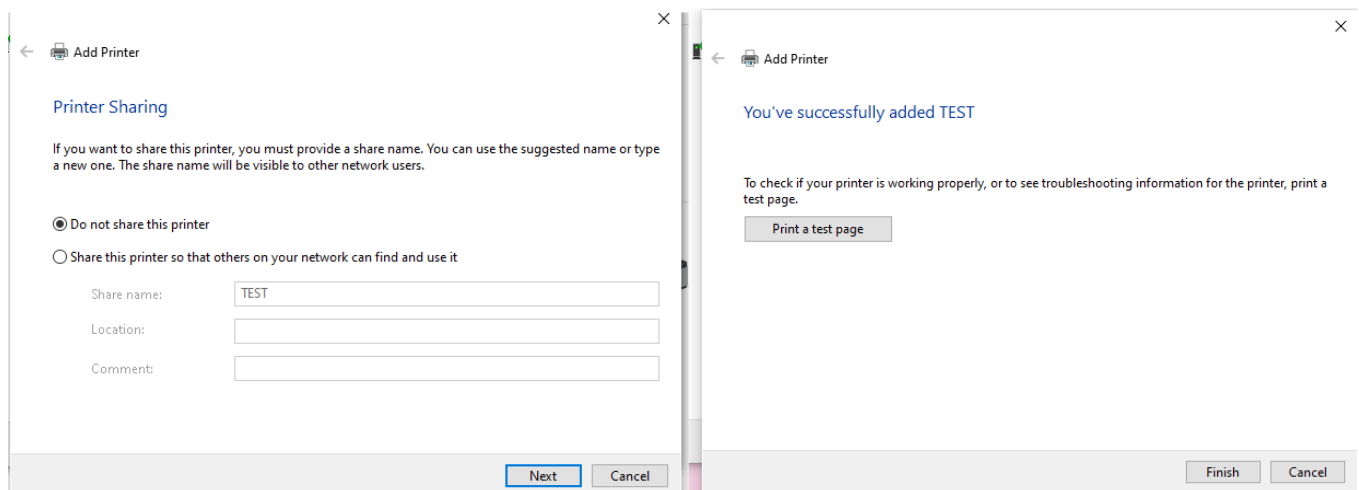 Add Printer
Printer Sharing
If you want to share this printer, you must provide a share name. You can use the suggested name or type
a new one. The share name will be visible to other network users.
Do not share this printer
Share this printer so that others on your network can find and use it
Share name: TEST
Location:
Comment:
Next Cancel
Add Printer
You've successfully added TEST
To check if your printer is working properly, or to see troubleshooting information for the printer, print a
test page.
Print a test page
Finish Cancel